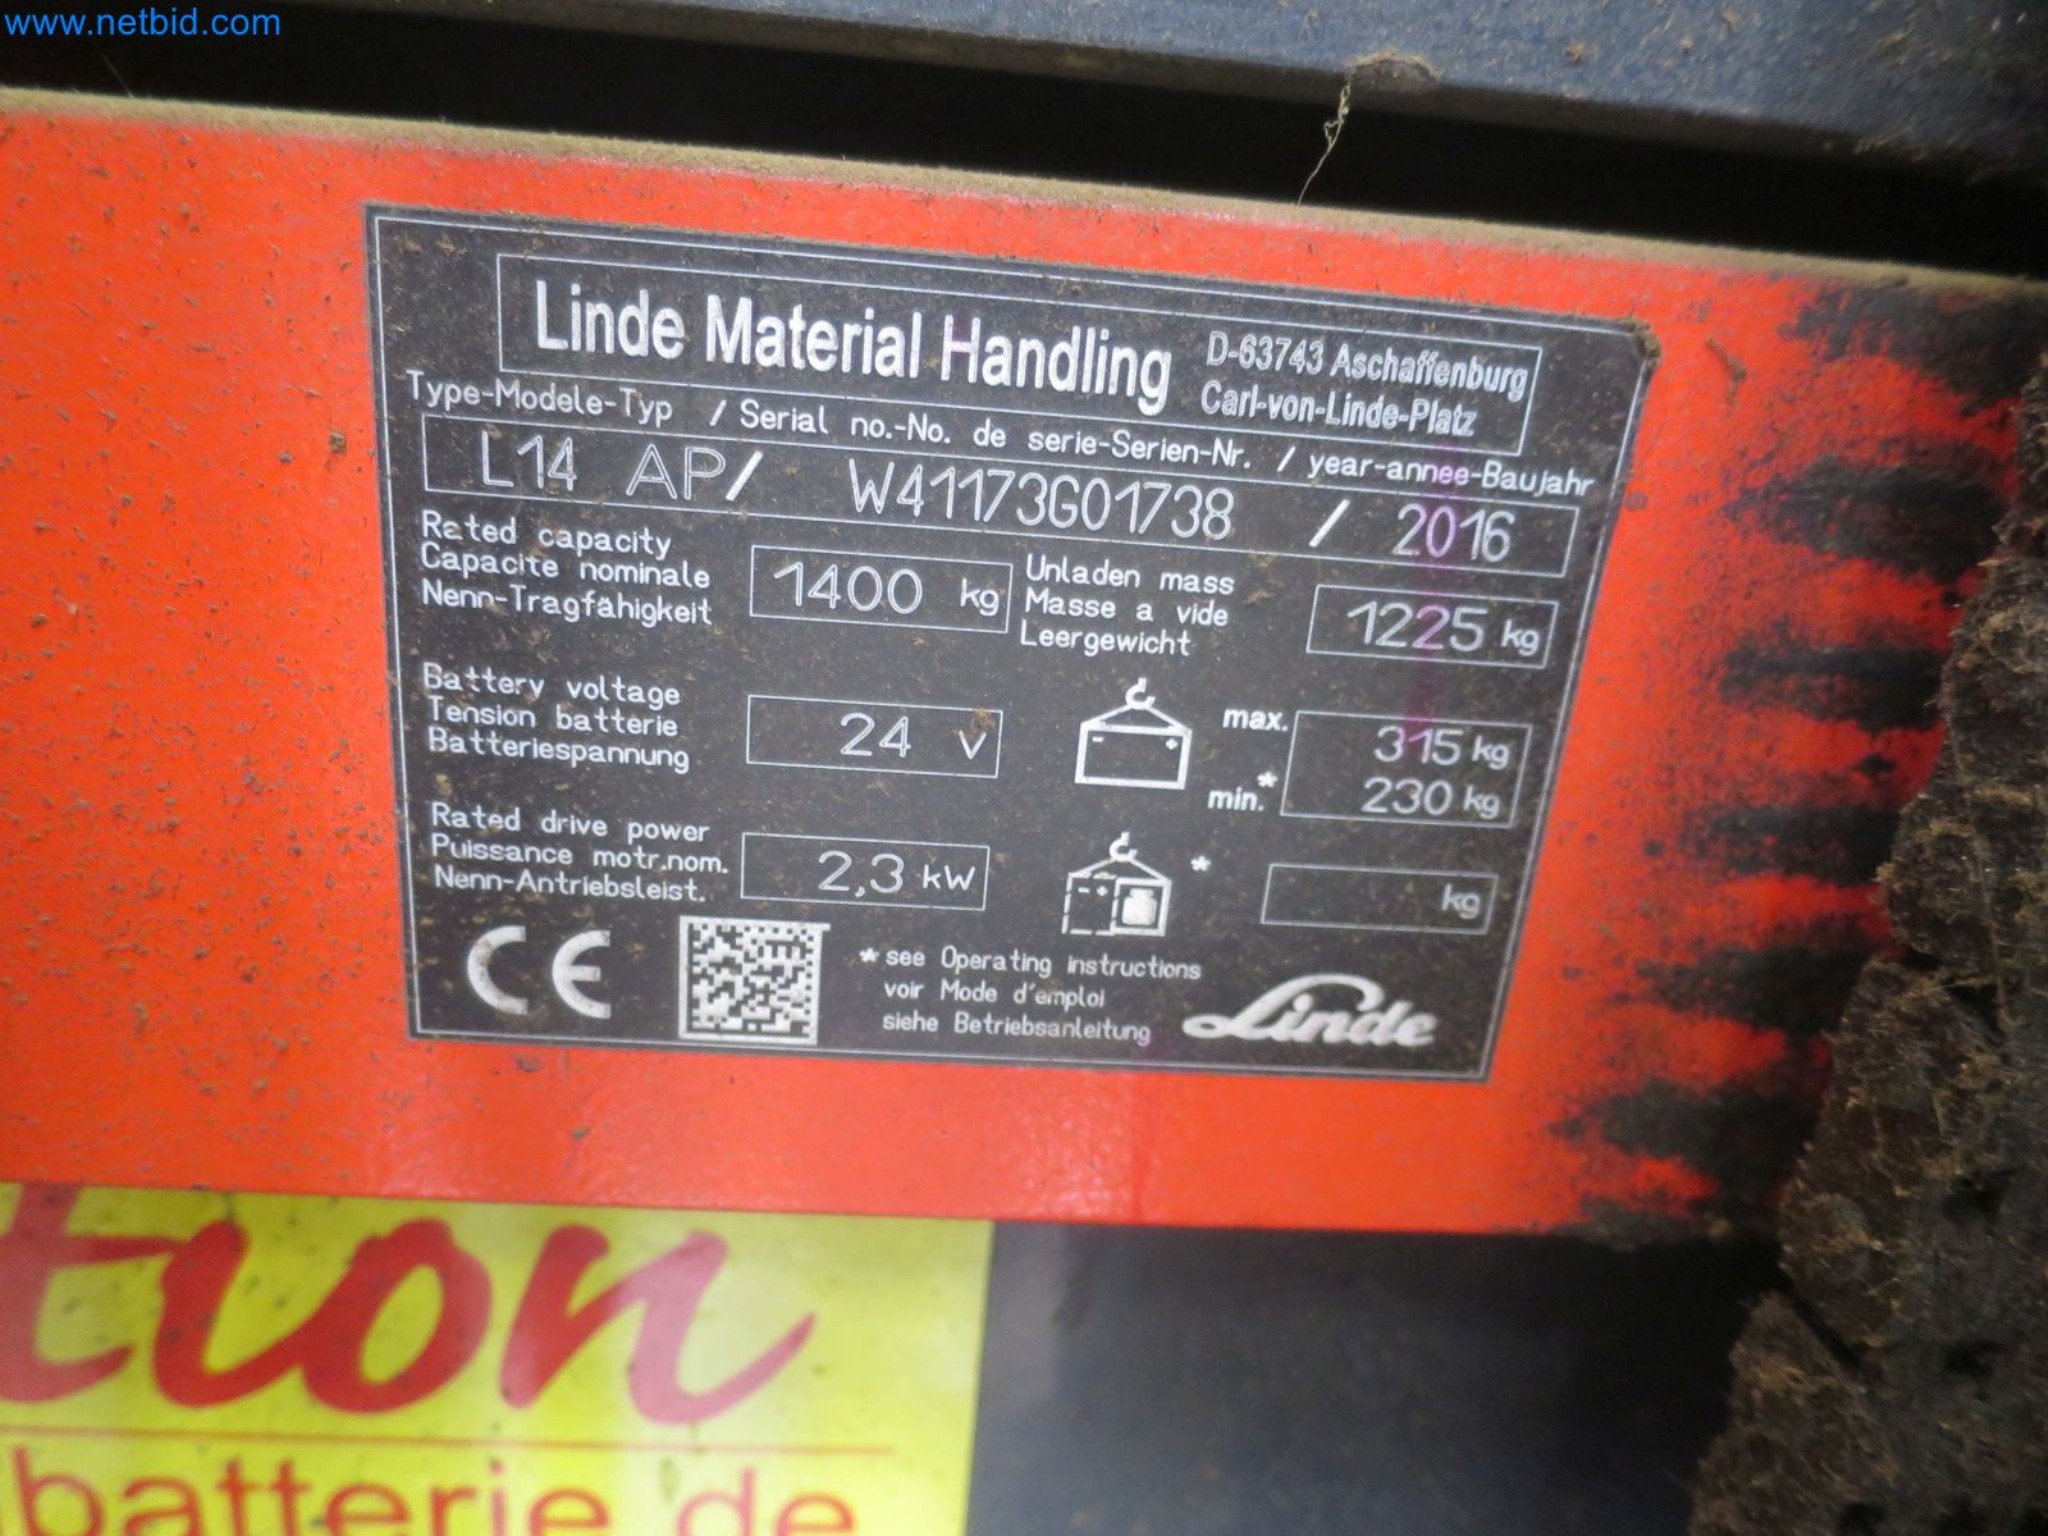 www.netbid.com
Linde Material Handling
D-63743 Aschaffenburg
Carl-von-Linde-Platz
Type-Modele-Typ / Serial no.-No. de serie-Serien-Nr. / year-annee-Baujahr
L14 AP/ W41173G01738 / 2016
Rated capacity
Capacite nominale
Nenn-Tragfähigkeit
1400 kg
Unladen mass
Masse a vide
Leergewicht
1225 kg
Battery voltage
Tension batterie
Batteriespannung
24 V
- +
max. 315 kg
min.* 230 kg
Rated drive power
Puissance motr.nom.
Nenn-Antriebsleist.
2,3 kW
- +
*
kg
CE
* see Operating instructions
voir Mode d'emploi
siehe Betriebsanleitung
Linde
tion
batterie de